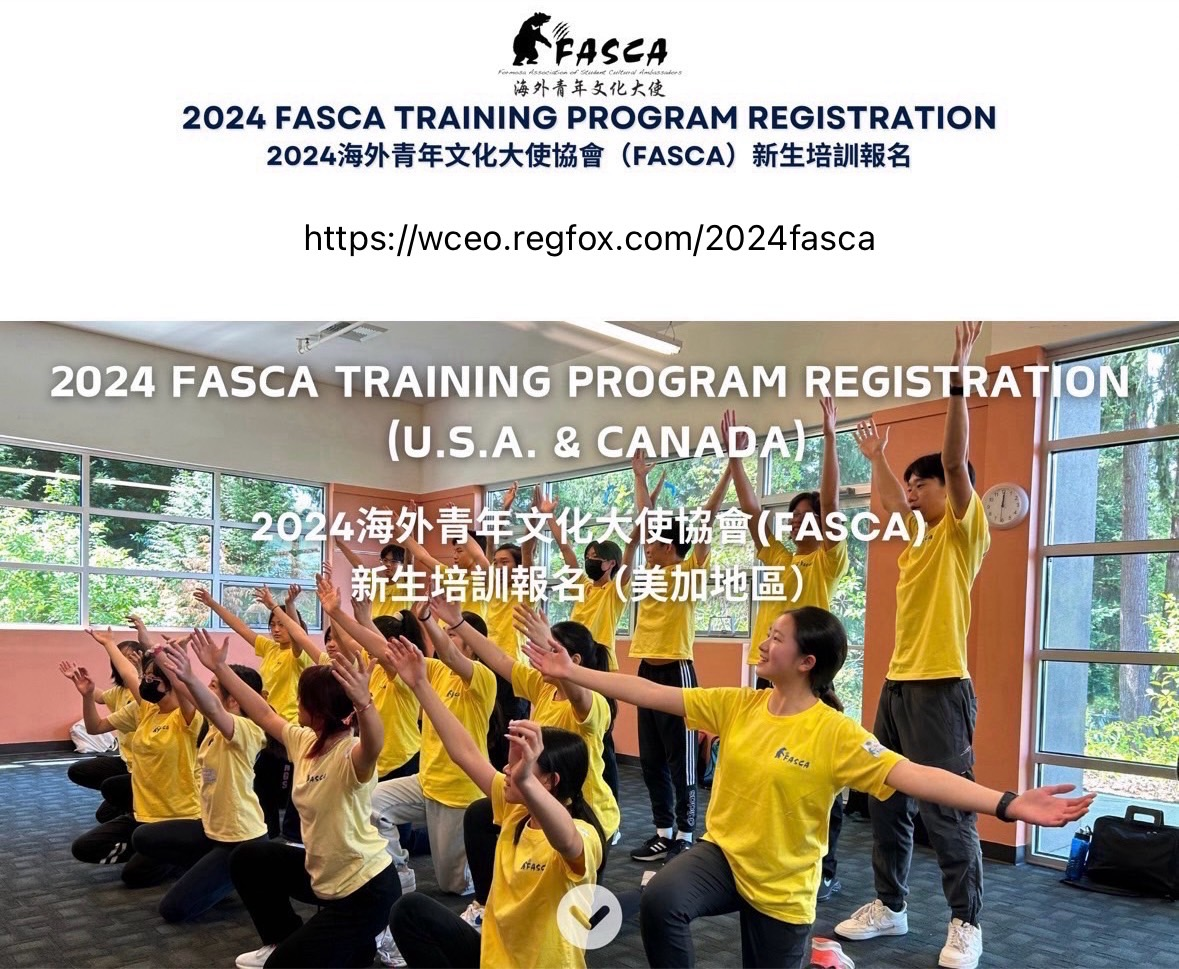 FASCA
Formosa Association of Student Cultural Ambassadors
海外青年文化大使
2024 FASCA TRAINING PROGRAM REGISTRATION
2024海外青年文化大使協會（FASCA）新生培訓報名
https://wceo.regfox.com/2024fasca
2024 FASCA TRAINING PROGRAM REGISTRATION
(U.S.A. & CANADA)
2024海外青年文化大使協會(FASCA)
新生培訓報名（美加地區）
FASCA
FASCA
FASCA